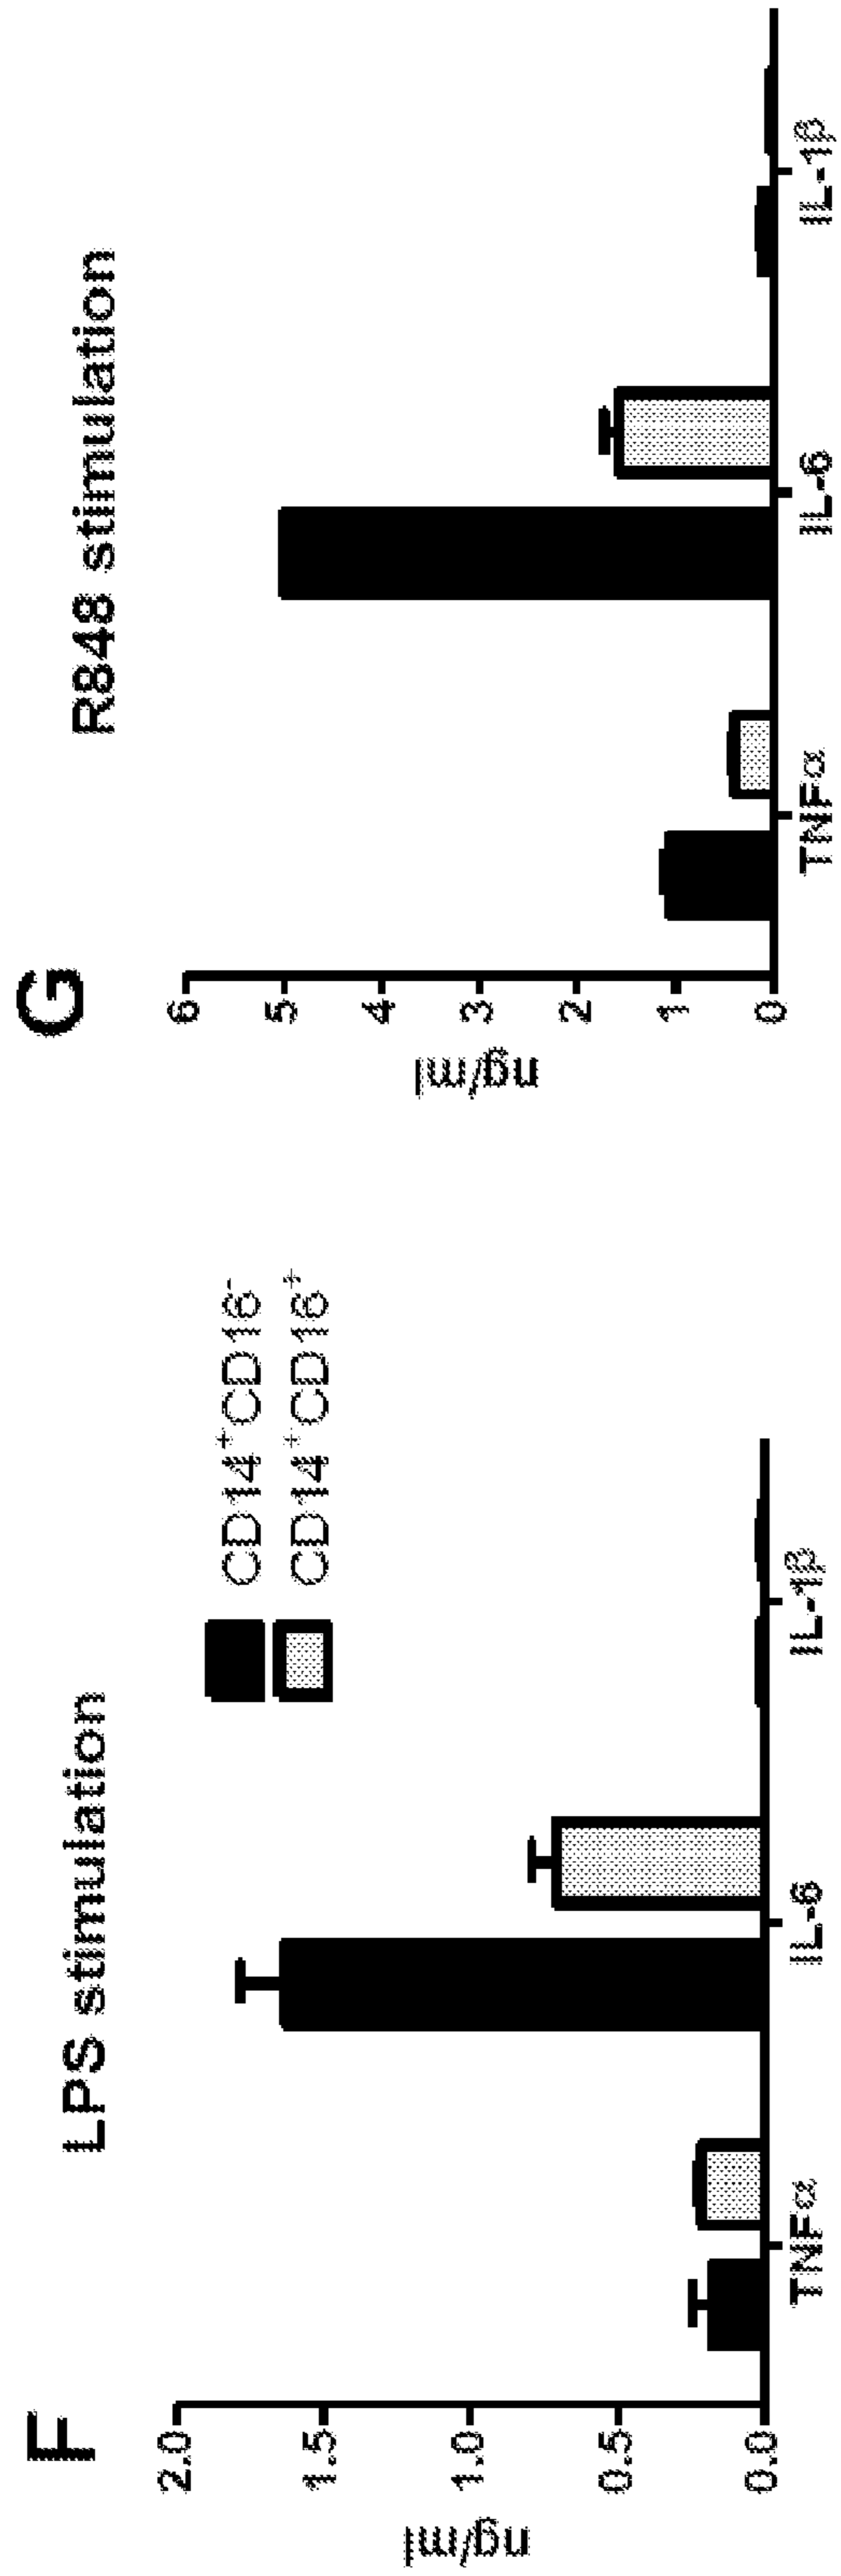 F
LPS stimulation
CD14⁺CD16⁻
CD14⁺CD16⁺
ng/ml
2.0
1.5
1.0
0.5
0.0
TNFα
IL-6
IL-1β
G
R848 stimulation
ng/ml
6
5
4
3
2
1
0
TNFα
IL-6
IL-1β